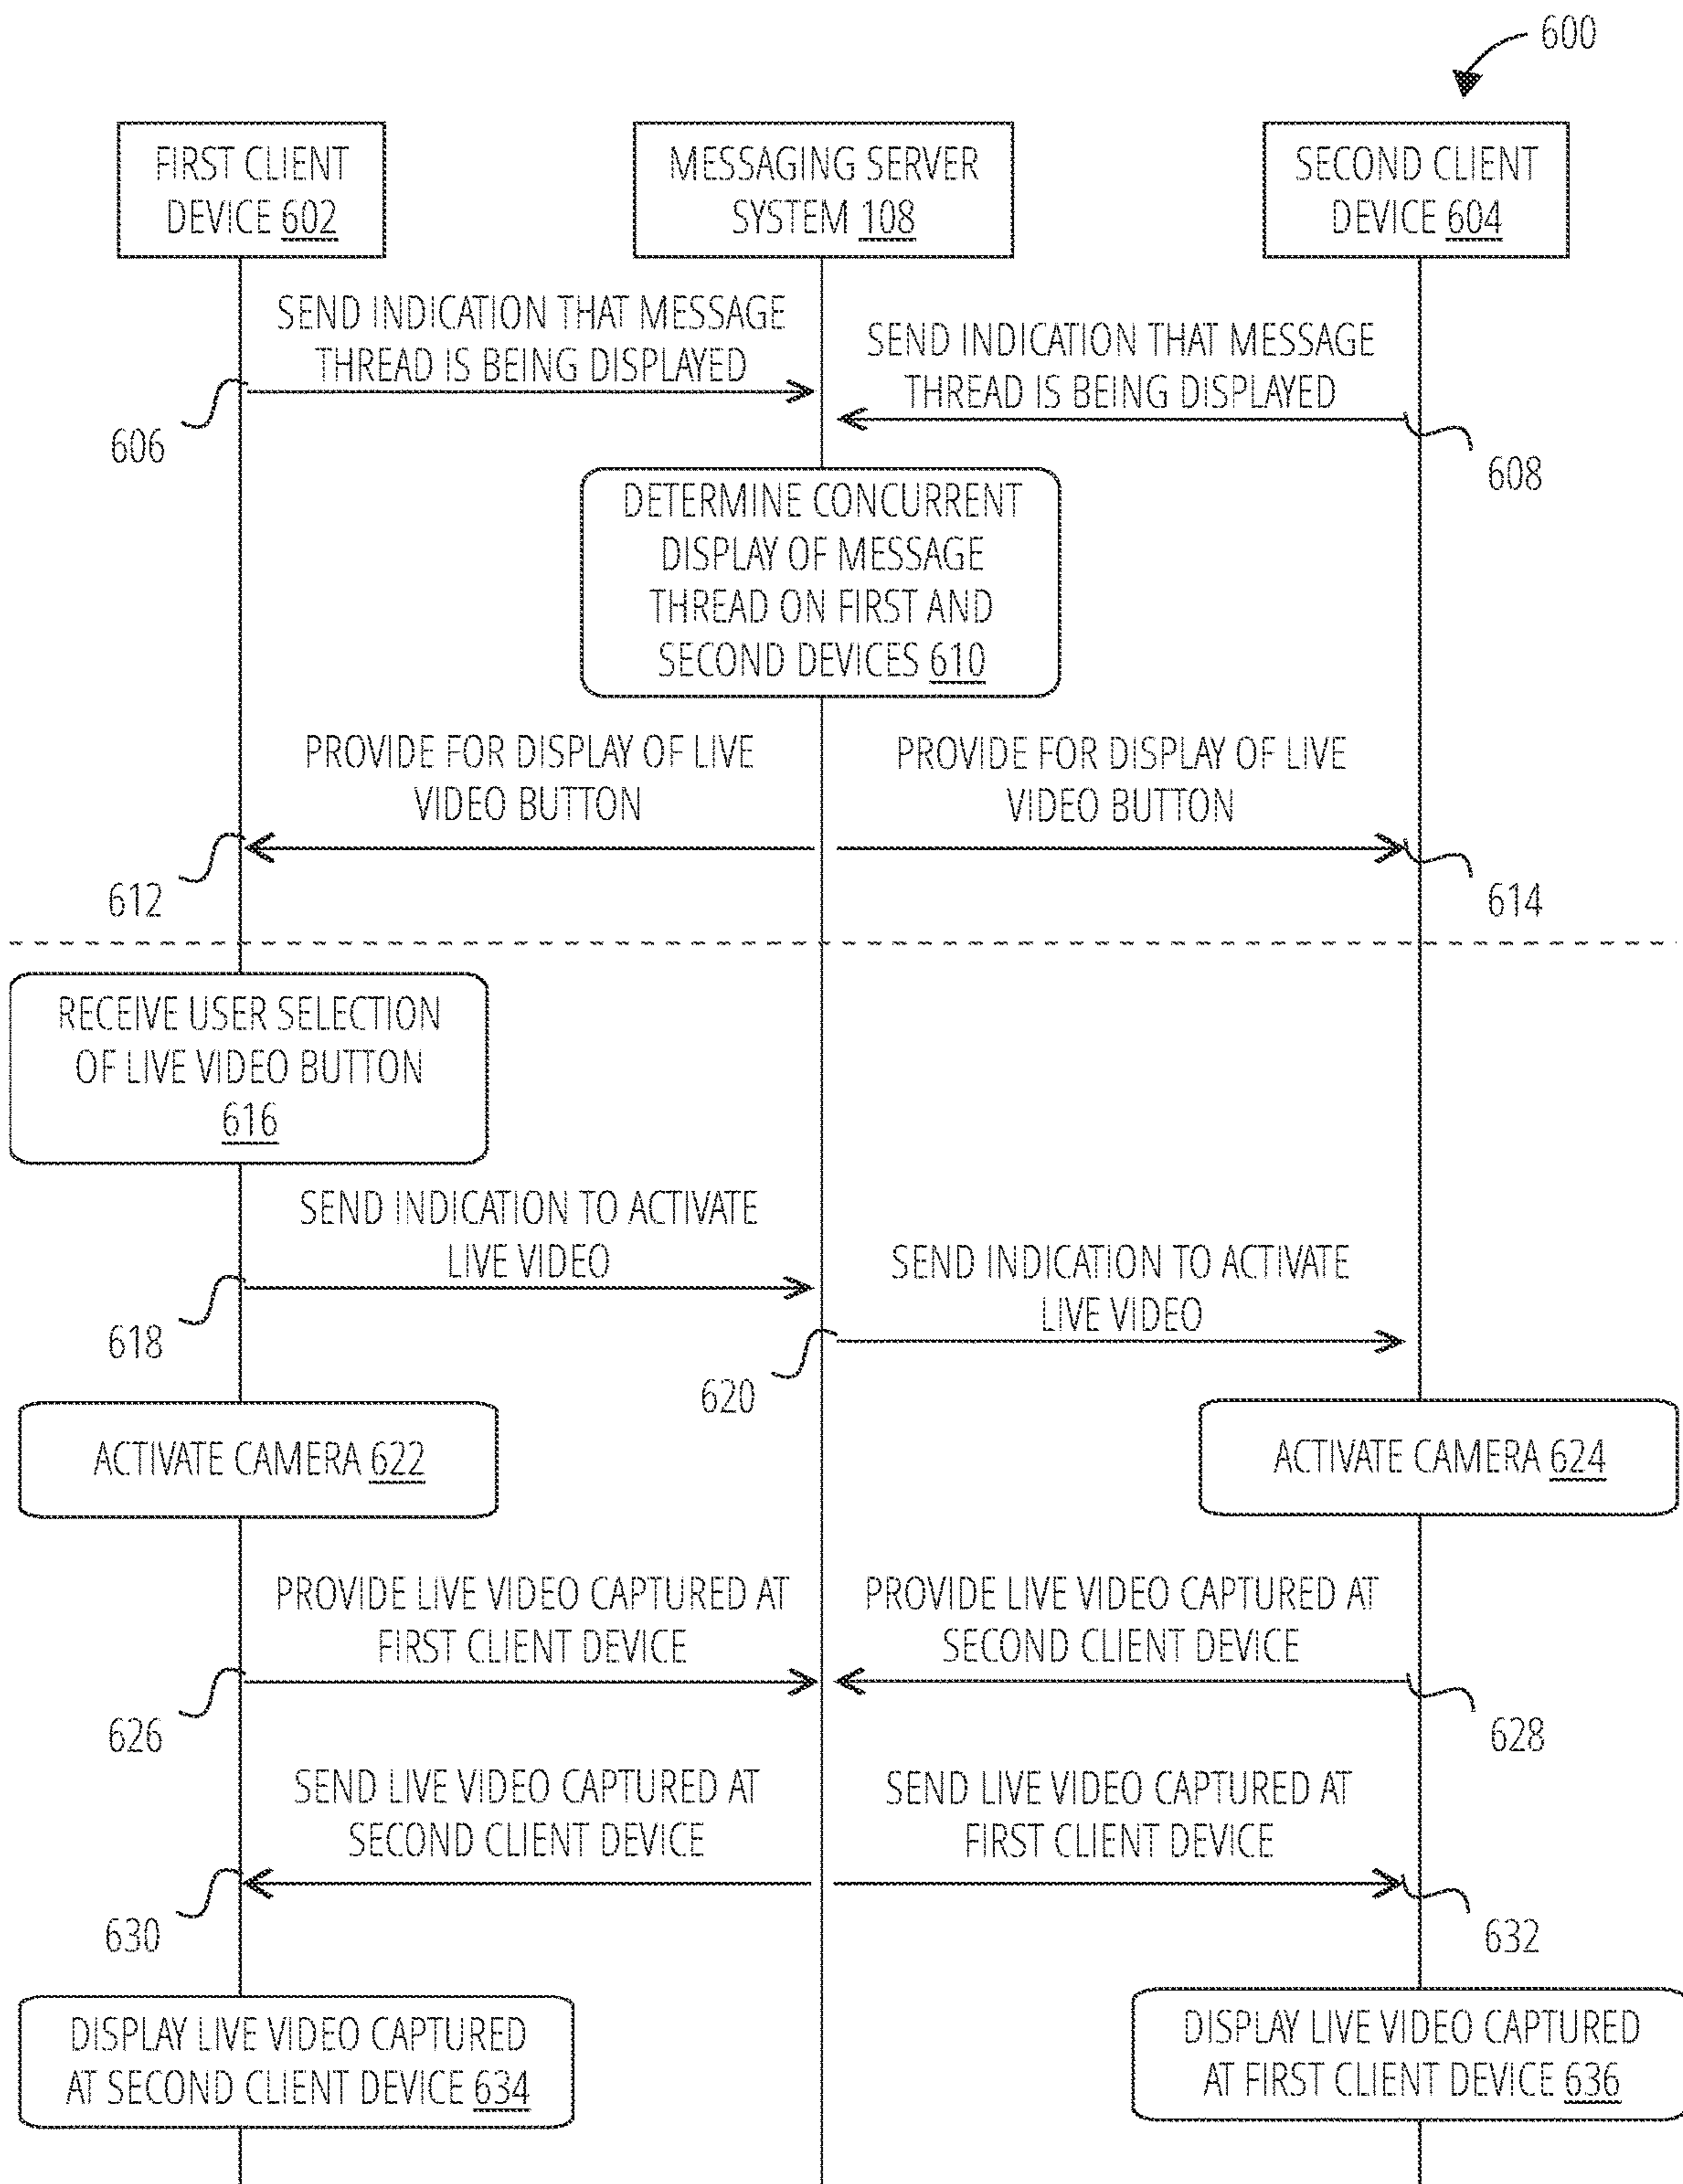 600
FIRST CLIENT
DEVICE 602
MESSAGING SERVER
SYSTEM 108
SECOND CLIENT
DEVICE 604
SEND INDICATION THAT MESSAGE
THREAD IS BEING DISPLAYED
606
SEND INDICATION THAT MESSAGE
THREAD IS BEING DISPLAYED
608
DETERMINE CONCURRENT
DISPLAY OF MESSAGE
THREAD ON FIRST AND
SECOND DEVICES 610
PROVIDE FOR DISPLAY OF LIVE
VIDEO BUTTON
612
PROVIDE FOR DISPLAY OF LIVE
VIDEO BUTTON
614
RECEIVE USER SELECTION
OF LIVE VIDEO BUTTON
616
SEND INDICATION TO ACTIVATE
LIVE VIDEO
618
SEND INDICATION TO ACTIVATE
LIVE VIDEO
620
ACTIVATE CAMERA 622
ACTIVATE CAMERA 624
PROVIDE LIVE VIDEO CAPTURED AT
FIRST CLIENT DEVICE
626
PROVIDE LIVE VIDEO CAPTURED AT
SECOND CLIENT DEVICE
628
SEND LIVE VIDEO CAPTURED AT
SECOND CLIENT DEVICE
630
SEND LIVE VIDEO CAPTURED AT
FIRST CLIENT DEVICE
632
DISPLAY LIVE VIDEO CAPTURED
AT SECOND CLIENT DEVICE 634
DISPLAY LIVE VIDEO CAPTURED
AT FIRST CLIENT DEVICE 636